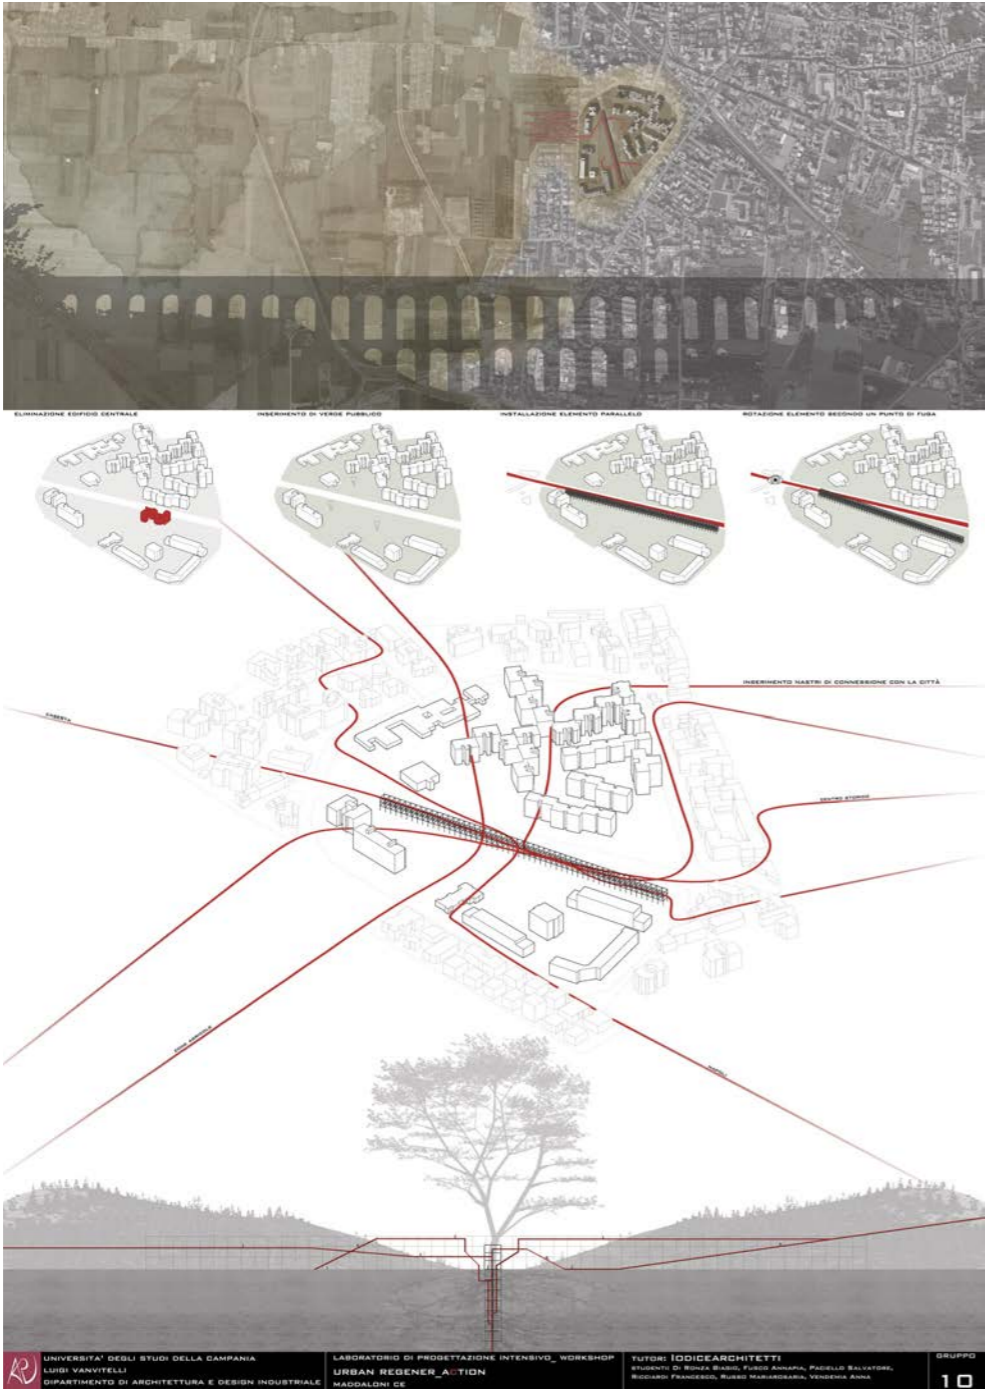 ELIMINAZIONE EDIFICIO CENTRALE
INSERIMENTO DI VERDE PUBBLICO
INSTALLAZIONE ELEMENTO PARALLELO
ROTAZIONE ELEMENTO SECONDO UN PUNTO DI FUGA
INSERIMENTO NASTRI DI CONNESSIONE CON LA CITTÀ
CASERTA
CENTRO STORICO
ZONE AGRICOLE
NAPOLI
UNIVERSITA' DEGLI STUDI DELLA CAMPANIA
LUIGI VANVITELLI
DIPARTIMENTO DI ARCHITETTURA E DESIGN INDUSTRIALE
LABORATORIO DI PROGETTAZIONE INTENSIVO_ WORKSHOP
URBAN REGENER_ACTION
MADDALONI CE
TUTOR: IODICEARCHITETTI
STUDENTI: DI RONZA BIAGIO, FUSCO ANNAPIA, PACIELLO SALVATORE,
RICCIARDI FRANCESCO, RUSSO MARIAROSARIA, VENDEMIA ANNA
GRUPPO
10